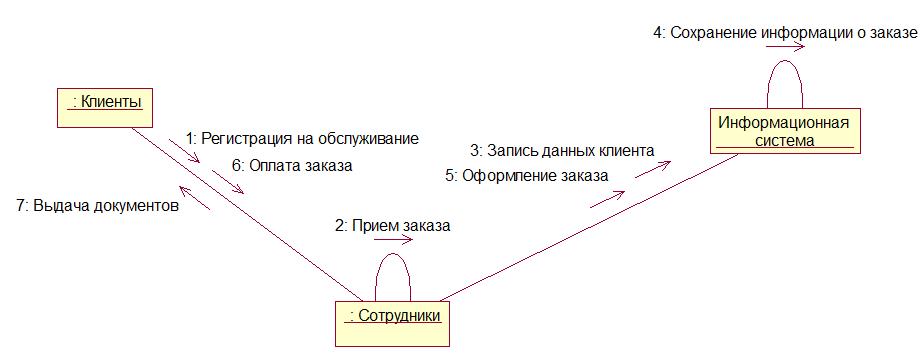 4: Сохранение информации о заказе
: Клиенты
Информационная
система
1: Регистрация на обслуживание
3: Запись данных клиента
6: Оплата заказа
5: Оформление заказа
7: Выдача документов
2: Прием заказа
: Сотрудники